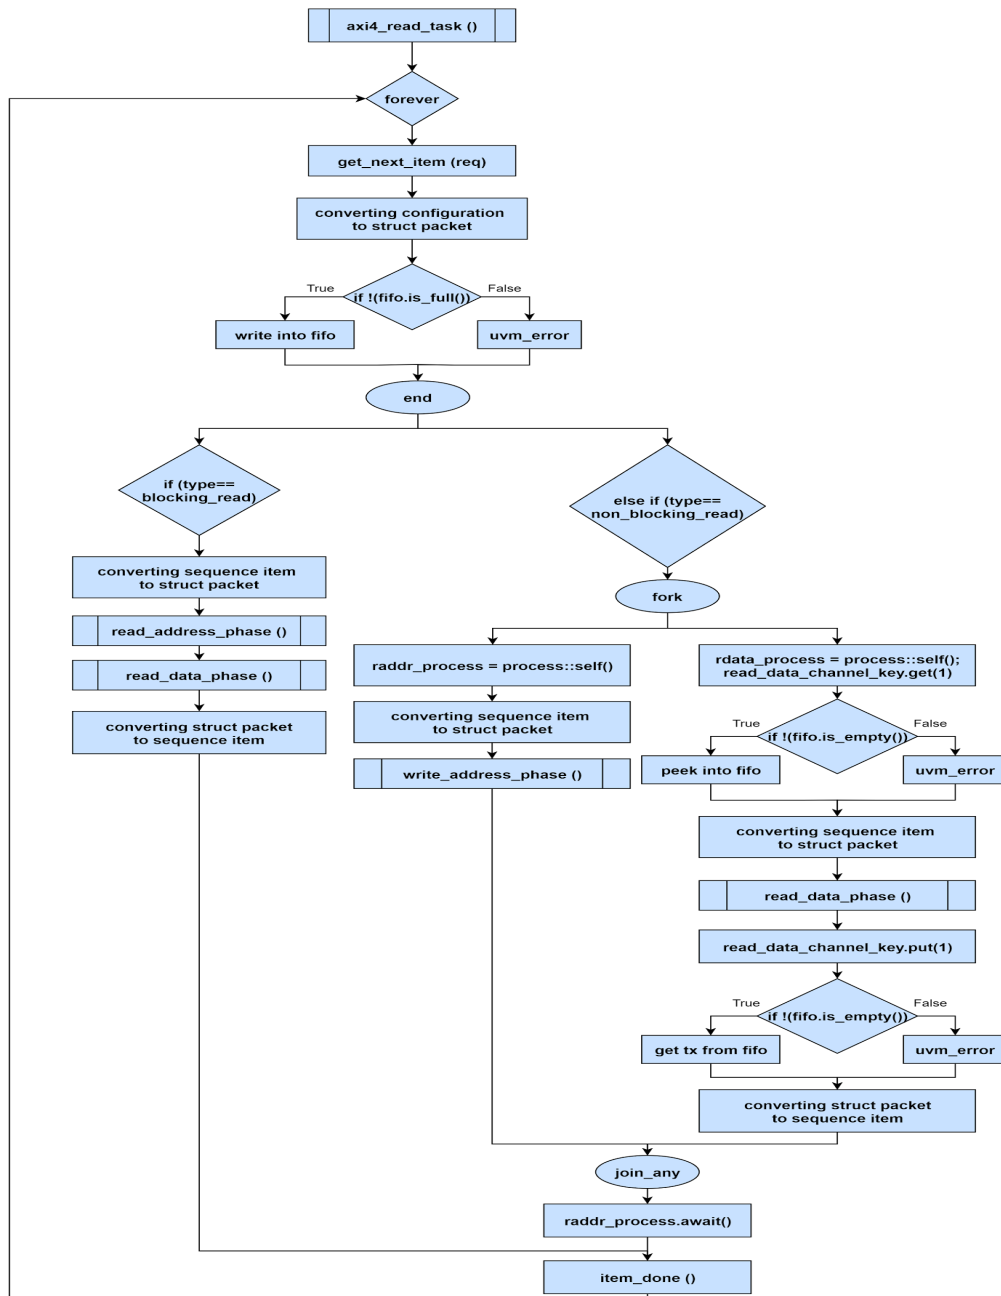 axi4_read_task ()
forever
get_next_item (req)
converting configuration
to struct packet
if !(fifo.is_full())
True
False
write into fifo
uvm_error
end
if (type==
blocking_read)
else if (type==
non_blocking_read)
converting sequence item
to struct packet
read_address_phase ()
read_data_phase ()
converting struct packet
to sequence item
fork
raddr_process = process::self()
converting sequence item
to struct packet
write_address_phase ()
rdata_process = process::self();
read_data_channel_key.get(1)
if !(fifo.is_empty())
True
False
peek into fifo
uvm_error
converting sequence item
to struct packet
read_data_phase ()
read_data_channel_key.put(1)
if !(fifo.is_empty())
True
False
get tx from fifo
uvm_error
converting struct packet
to sequence item
join_any
raddr_process.await()
item_done ()